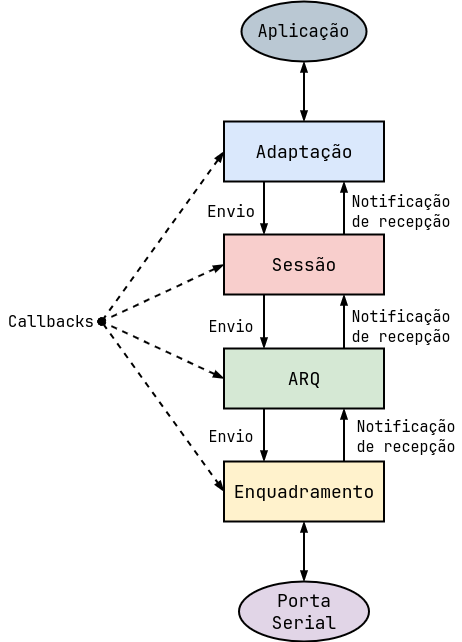 Aplicação
Adaptação
Envio
Notificação
de recepção
Sessão
Callbacks
Envio
Notificação
de recepção
ARQ
Envio
Notificação
de recepção
Enquadramento
Porta
Serial